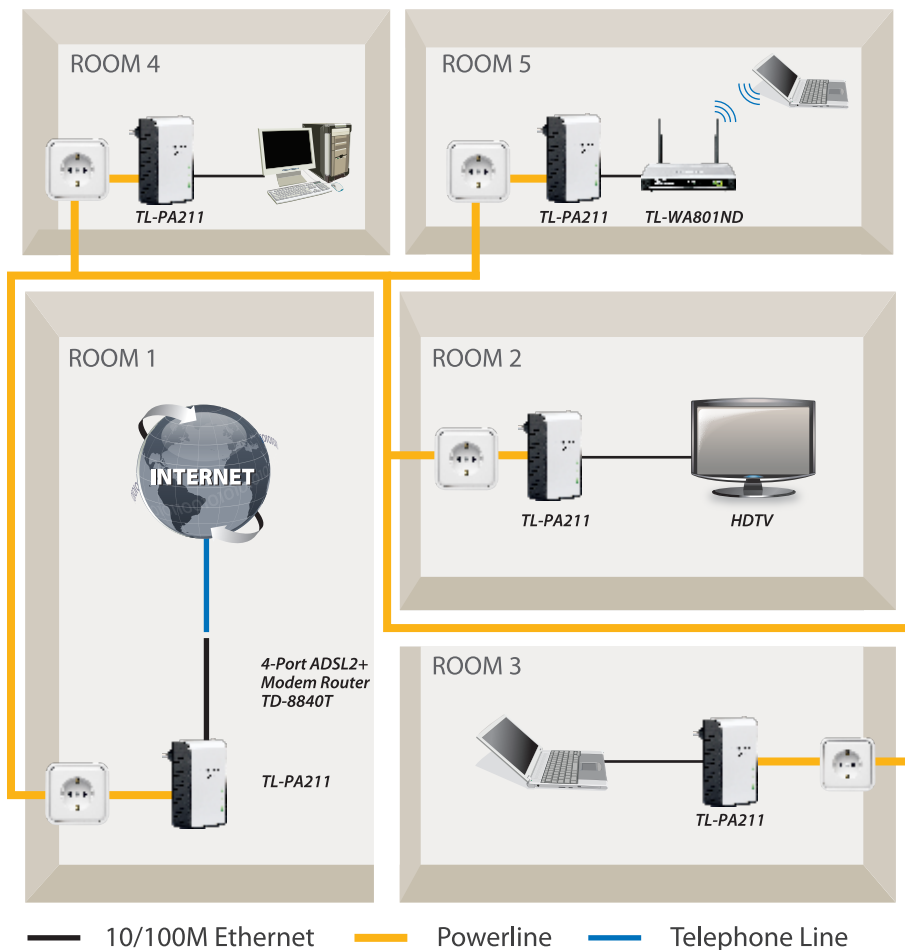 ROOM 4
TL-PA211
ROOM 5
TL-PA211
TL-WA801ND
ROOM 1
INTERNET
4-Port ADSL2+
Modem Router
TD-8840T
TL-PA211
ROOM 2
TL-PA211
HDTV
ROOM 3
TL-PA211
10/100M Ethernet
Powerline
Telephone Line